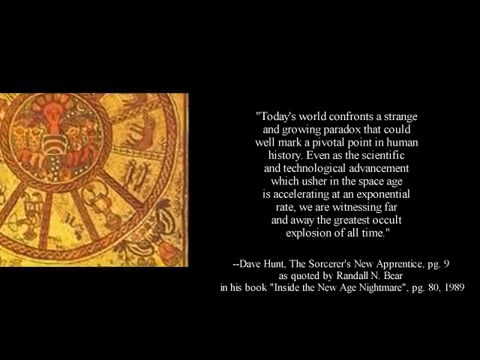 "Today's world confronts a strange
and growing paradox that could
well mark a pivotal point in human
history. Even as the scientific
and technological advancement
which usher in the space age
is accelerating at an exponential
rate, we are witnessing far
and away the greatest occult
explosion of all time."
--Dave Hunt, The Sorcerer's New Apprentice, pg. 9
as quoted by Randall N. Bear
in his book "Inside the New Age Nightmare", pg. 80, 1989